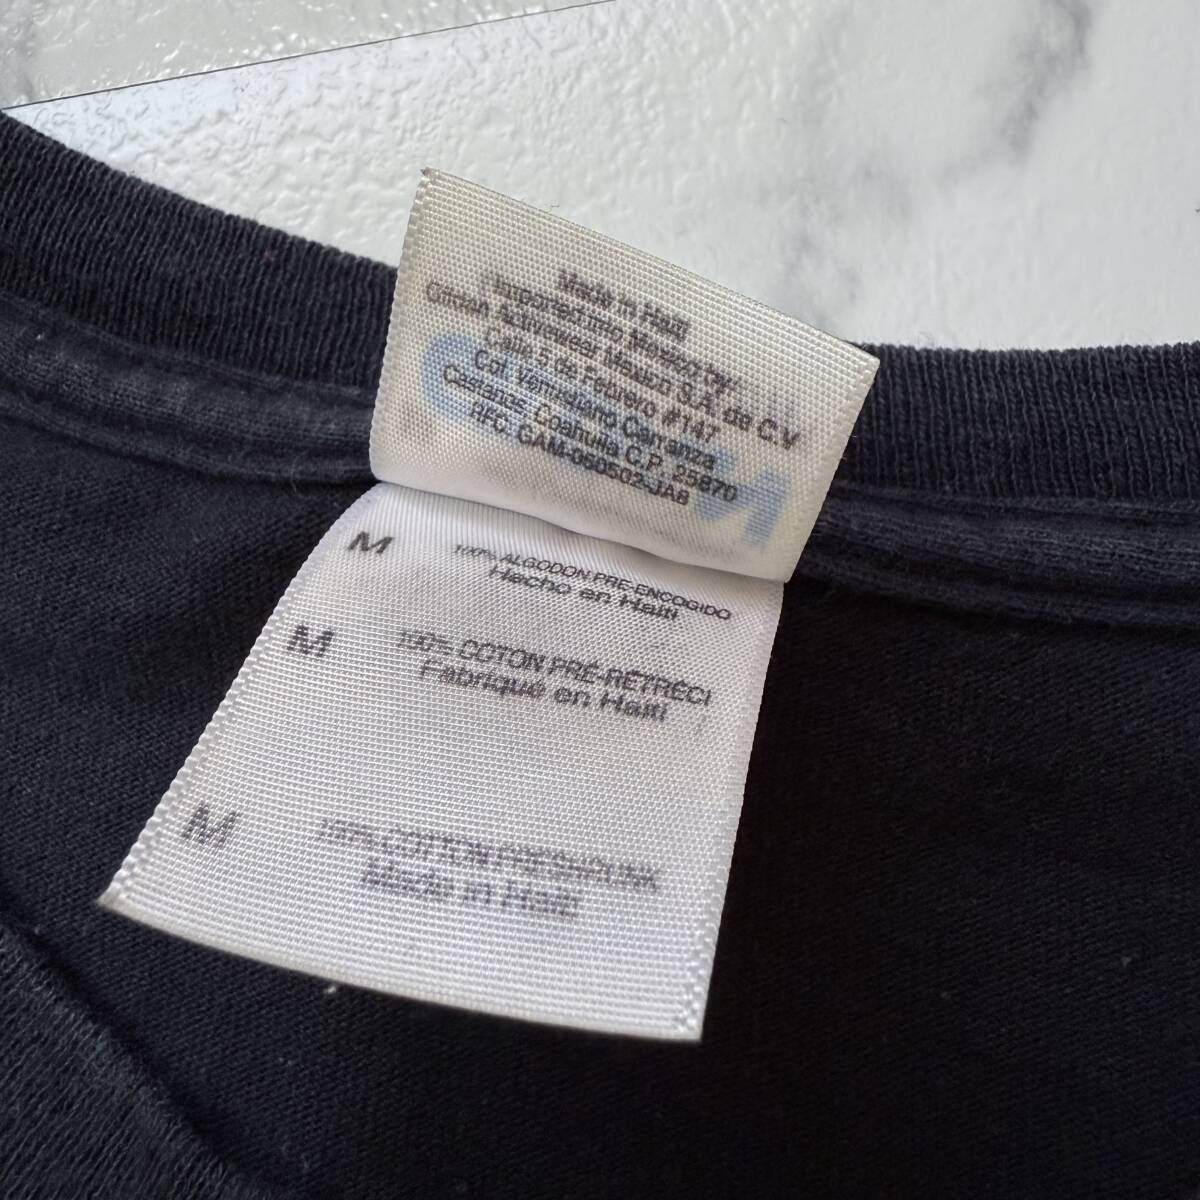 Made in Haiti
Imported into Mexico by:
Gildan Activewear Mexico S.A. de C.V
Calle 5 de Febrero #147
Col. Venustiano Carranza
Castaños Coahuila C.P. 25870
RFC: GAM-050502-JA8
M 100% ALGODON PRE-ENCOGIDO
Hecho en Haiti
M 100% COTON PRÉ-RÉTRÉCI
Fabriqué en Haïti
M 100% COTTON PRESHRUNK
Made in Haiti